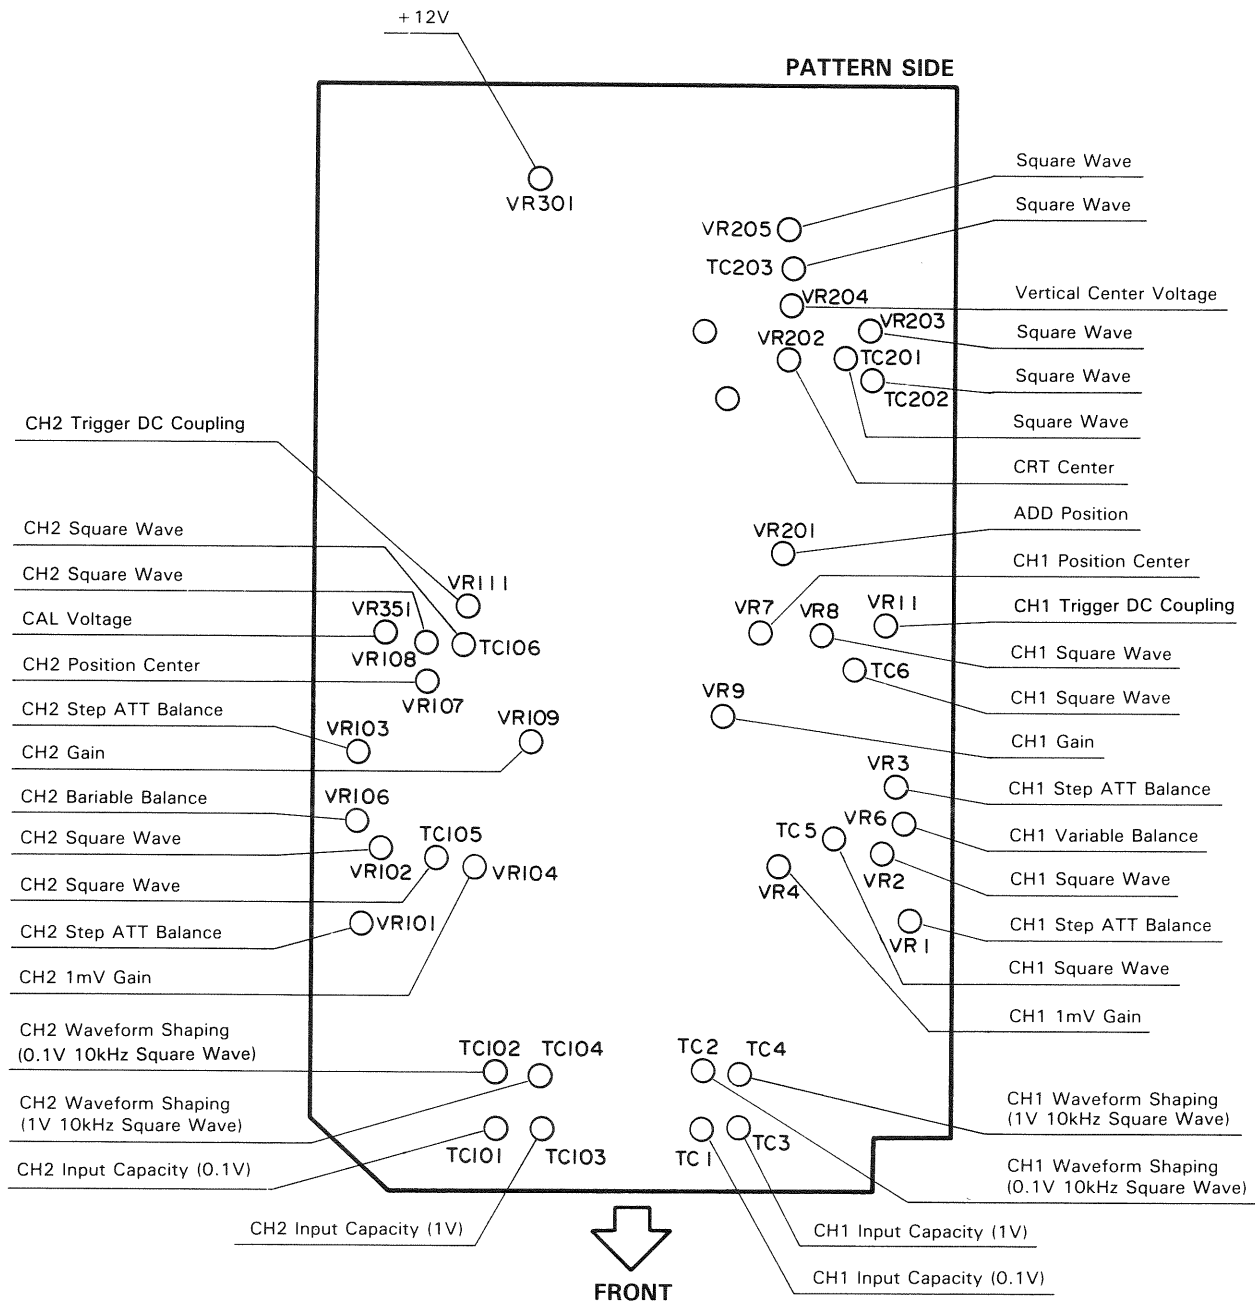 +12V
PATTERN SIDE
VR301
Square Wave
VR205
Square Wave
TC203
VR204
Vertical Center Voltage
VR203
VR202
Square Wave
TC201
Square Wave
TC202
CH2 Trigger DC Coupling
Square Wave
CRT Center
ADD Position
CH2 Square Wave
VR201
CH1 Position Center
CH2 Square Wave
VR111
VR351
VR7
VR8
VR11
CH1 Trigger DC Coupling
CAL Voltage
VR108
TC106
CH1 Square Wave
CH2 Position Center
TC6
VR107
VR9
CH1 Square Wave
CH2 Step ATT Balance
VR103
VR109
CH1 Gain
CH2 Gain
VR3
CH1 Step ATT Balance
CH2 Bariable Balance
VR106
VR6
TC5
CH1 Variable Balance
CH2 Square Wave
TC105
VR102
VR104
VR4
VR2
CH1 Square Wave
CH2 Square Wave
VR101
CH1 Step ATT Balance
CH2 Step ATT Balance
VR1
CH1 Square Wave
CH2 1mV Gain
CH1 1mV Gain
CH2 Waveform Shaping
(0.1V 10kHz Square Wave)
TC102
TC104
TC2
TC4
CH2 Waveform Shaping
(1V 10kHz Square Wave)
CH1 Waveform Shaping
(1V 10kHz Square Wave)
TC101
TC103
TC1
TC3
CH2 Input Capacity (0.1V)
CH1 Waveform Shaping
(0.1V 10kHz Square Wave)
CH2 Input Capacity (1V)
CH1 Input Capacity (1V)
CH1 Input Capacity (0.1V)
FRONT